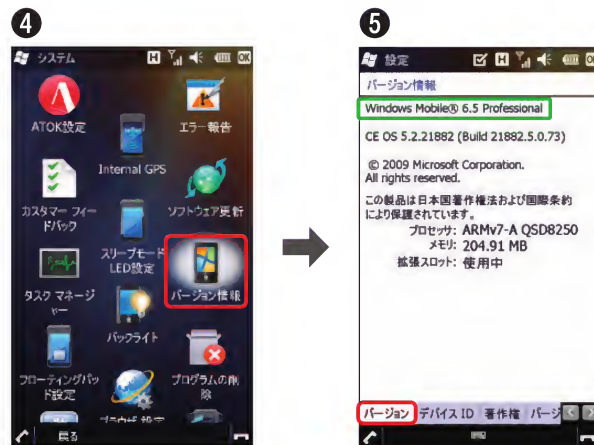 ④
システム
H
OK
ATOK設定
エラー報告
Internal GPS
カスタマー フィー
ドバック
ソフトウェア更新
スリープモード
LED設定
タスク マネージ
ャー
バージョン情報
バックライト
フローティングパッ
ド設定
プログラムの削
除
ブラウザ設定
戻る
⑤
設定
H
バージョン情報
Windows Mobile® 6.5 Professional
CE OS 5.2.21882 (Build 21882.5.0.73)
© 2009 Microsoft Corporation.
All rights reserved.
この製品は日本国著作権法および国際条約
により保護されています。
プロセッサ: ARMv7-A QSD8250
メモリ: 204.91 MB
拡張スロット: 使用中
バージョン デバイス ID 著作権 バージ